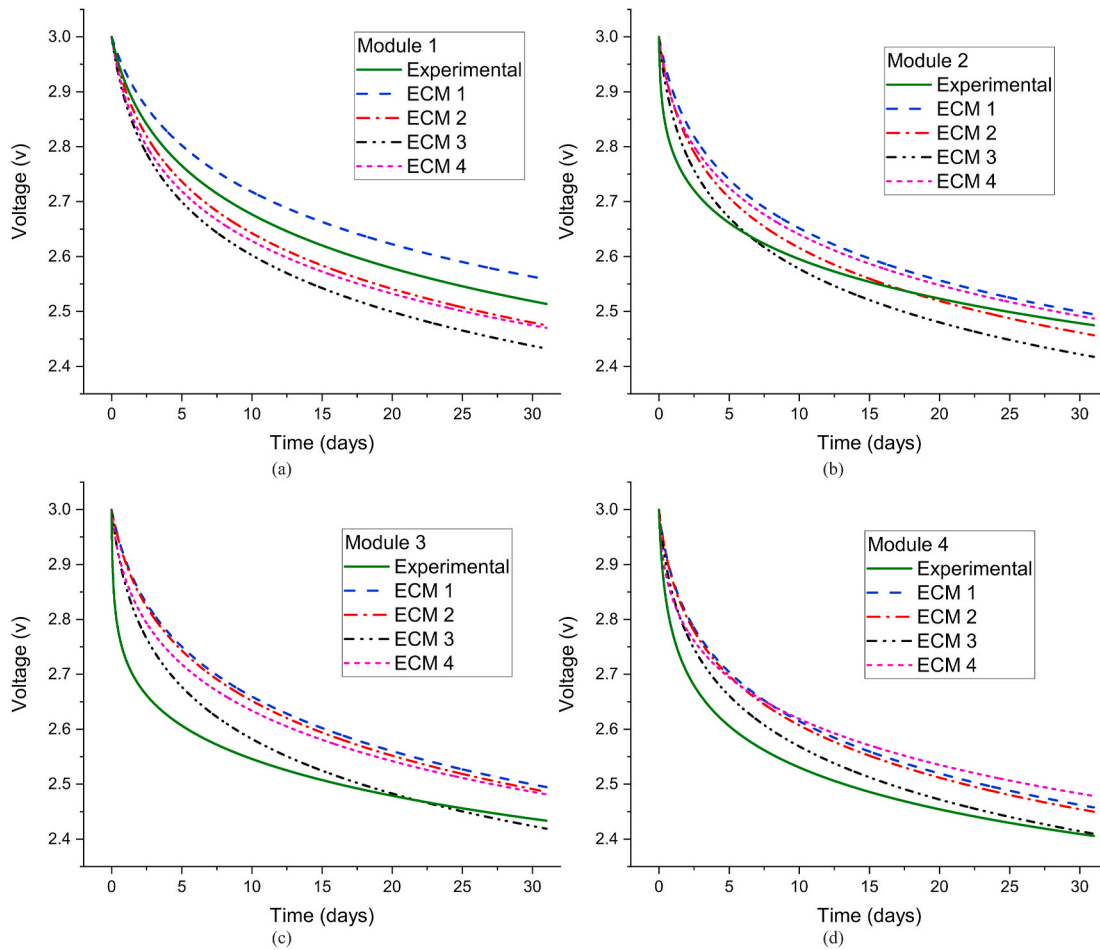 3.0
2.9
2.8
2.7
2.6
2.5
2.4
Voltage (v)
Module 1
Experimental
ECM 1
ECM 2
ECM 3
ECM 4
0 5 10 15 20 25 30
Time (days)
(a)
3.0
2.9
2.8
2.7
2.6
2.5
2.4
Voltage (v)
Module 2
Experimental
ECM 1
ECM 2
ECM 3
ECM 4
0 5 10 15 20 25 30
Time (days)
(b)
3.0
2.9
2.8
2.7
2.6
2.5
2.4
Voltage (v)
Module 3
Experimental
ECM 1
ECM 2
ECM 3
ECM 4
0 5 10 15 20 25 30
Time (days)
(c)
3.0
2.9
2.8
2.7
2.6
2.5
2.4
Voltage (v)
Module 4
Experimental
ECM 1
ECM 2
ECM 3
ECM 4
0 5 10 15 20 25 30
Time (days)
(d)